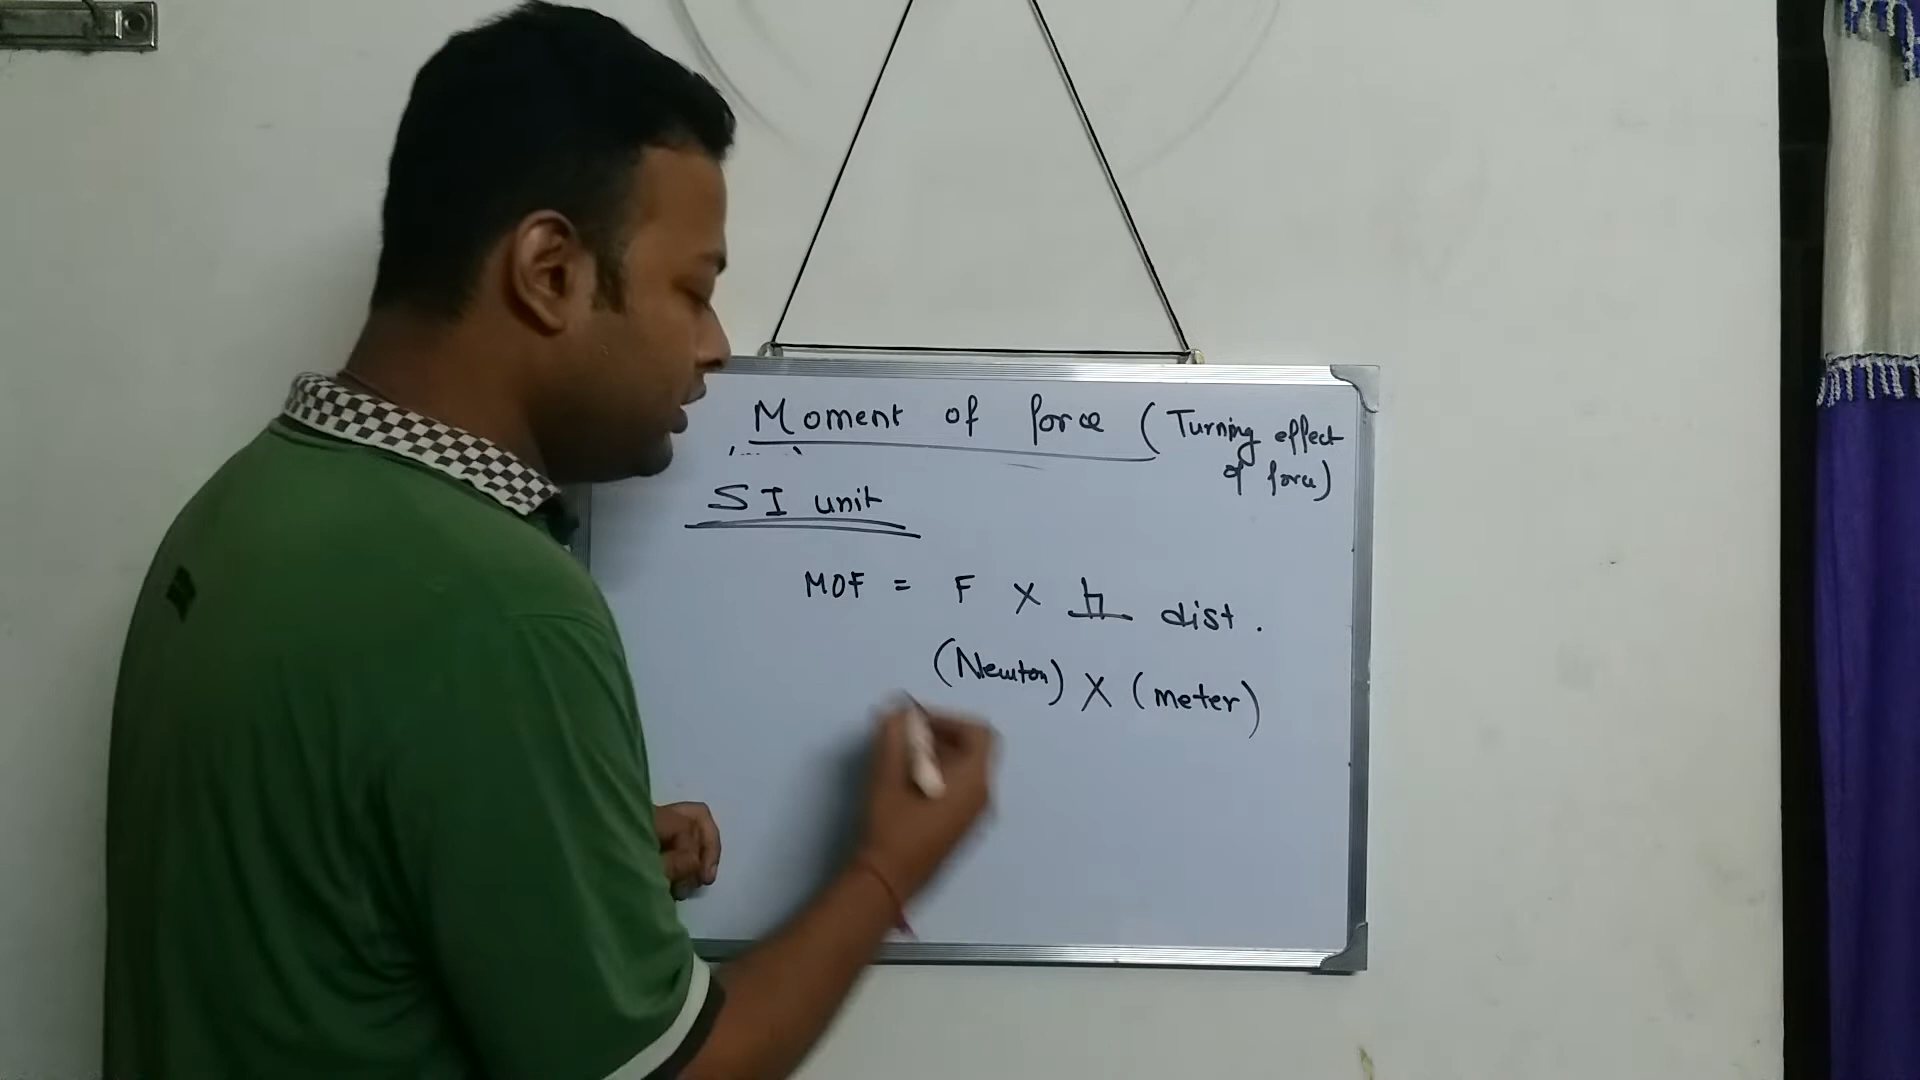 Moment of force (Turning effect
of force)
SI unit
MOF = F X ⊥ dist.
(Newton) X (meter)